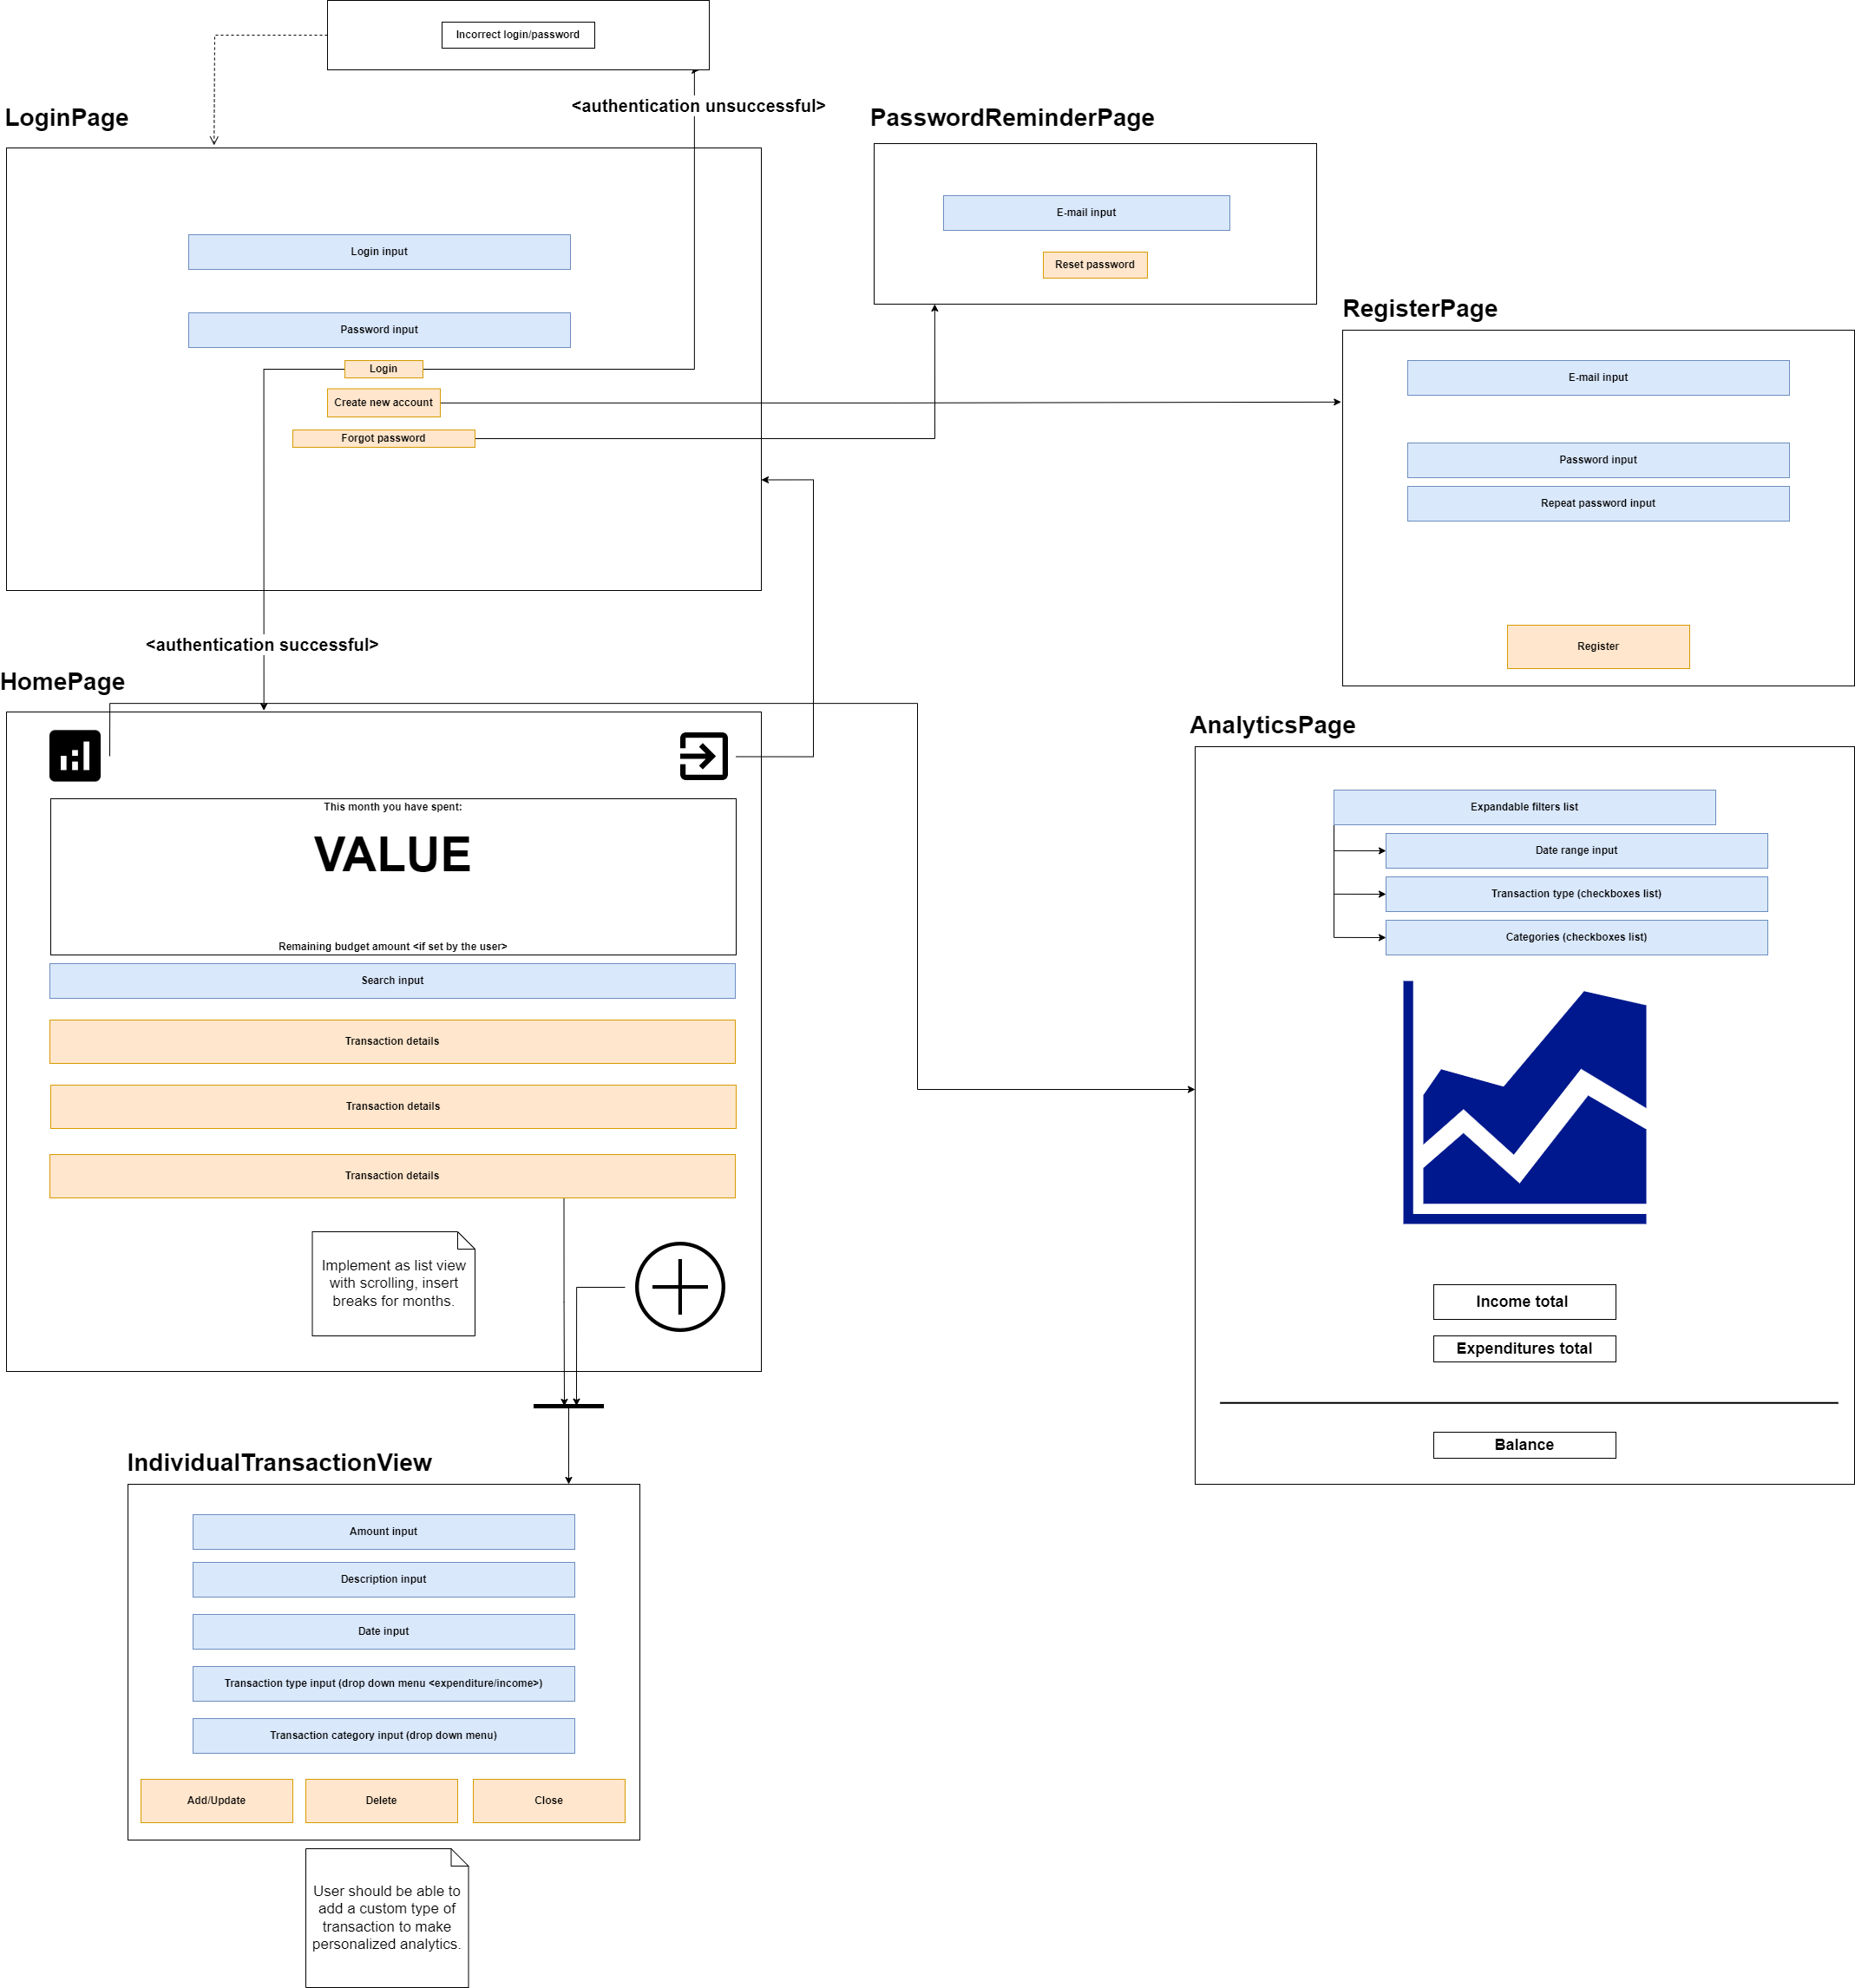 Incorrect login/password
<authentication unsuccessful>
LoginPage
Login input
Password input
Login
Create new account
Forgot password
PasswordReminderPage
E-mail input
Reset password
RegisterPage
E-mail input
Password input
Repeat password input
Register
<authentication successful>
HomePage
This month you have spent:
VALUE
Remaining budget amount <if set by the user>
Search input
Transaction details
Transaction details
Transaction details
Implement as list view
with scrolling, insert
breaks for months.
AnalyticsPage
Expandable filters list
Date range input
Transaction type (checkboxes list)
Categories (checkboxes list)
Income total
Expenditures total
Balance
IndividualTransactionView
Amount input
Description input
Date input
Transaction type input (drop down menu <expenditure/income>)
Transaction category input (drop down menu)
Add/Update
Delete
Close
User should be able to
add a custom type of
transaction to make
personalized analytics.